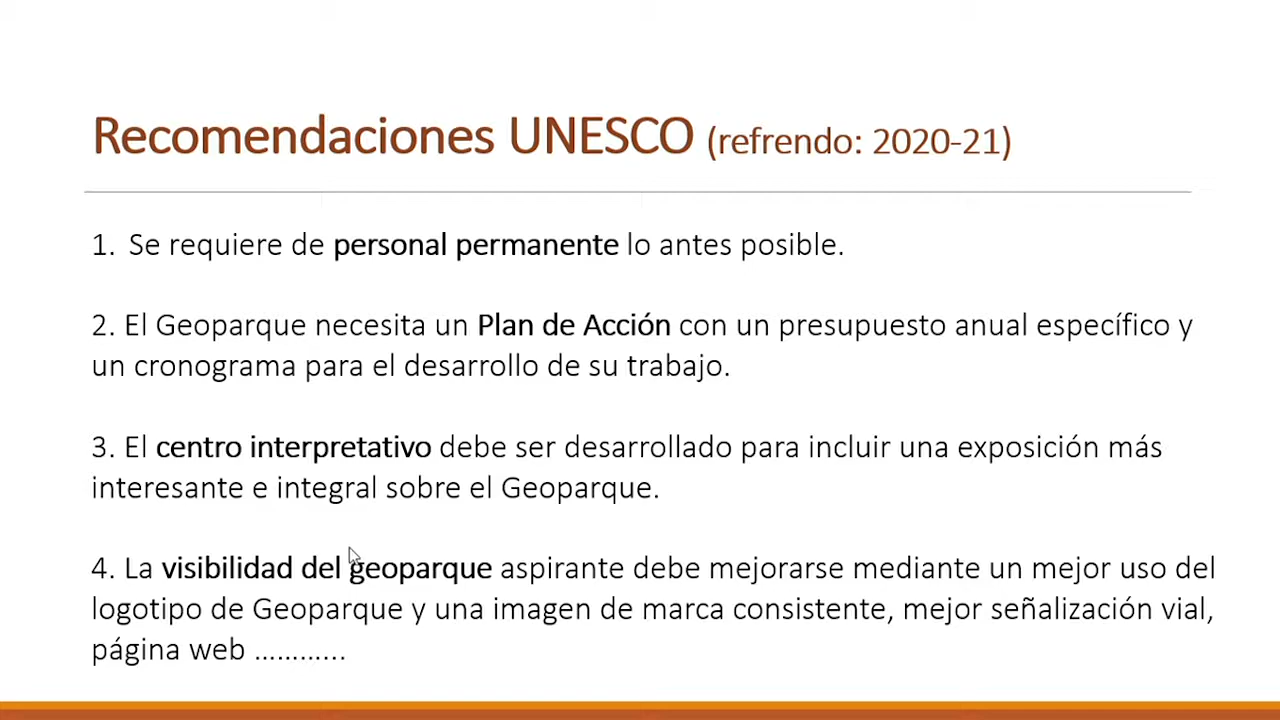 Recomendaciones UNESCO (refrendo: 2020-21)
1. Se requiere de personal permanente lo antes posible.
2. El Geoparque necesita un Plan de Acción con un presupuesto anual específico y
un cronograma para el desarrollo de su trabajo.
3. El centro interpretativo debe ser desarrollado para incluir una exposición más
interesante e integral sobre el Geoparque.
4. La visibilidad del geoparque aspirante debe mejorarse mediante un mejor uso del
logotipo de Geoparque y una imagen de marca consistente, mejor señalización vial,
página web ............